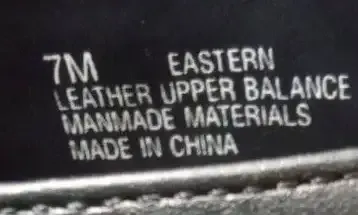 7M EASTERN
LEATHER UPPER BALANCE
MANMADE MATERIALS
MADE IN CHINA